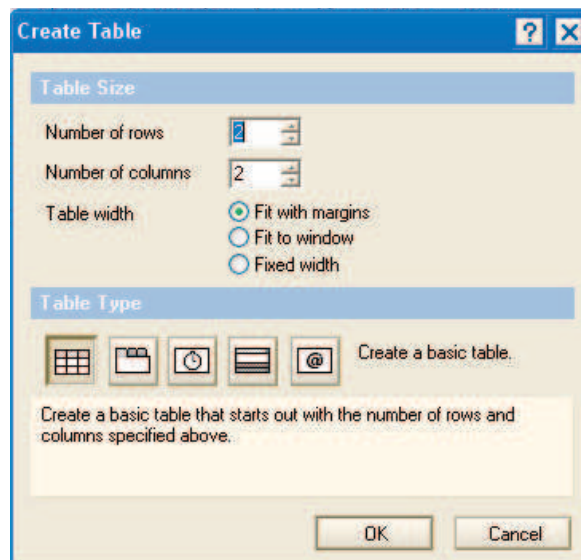 Create Table
?
Table Size
Number of rows 2
Number of columns 2
Table width Fit with margins
Fit to window
Fixed width
Table Type
@ Create a basic table.
Create a basic table that starts out with the number of rows and
columns specified above.
OK Cancel